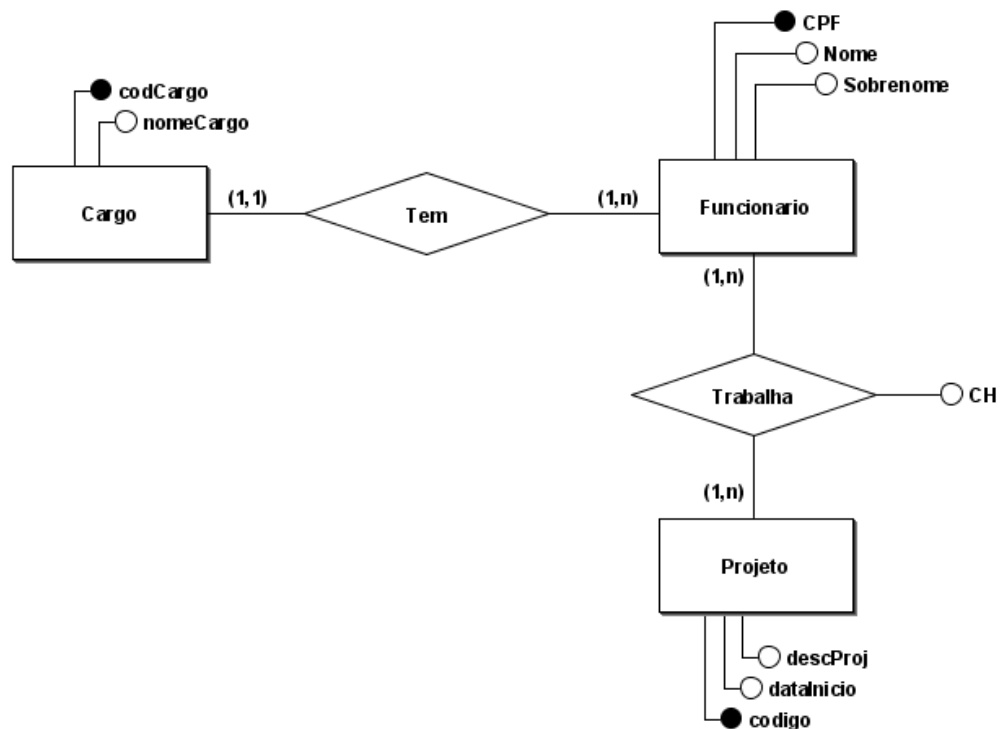 CPF
Nome
Sobrenome
codCargo
nomeCargo
Cargo
(1,1)
Tem
(1,n)
Funcionario
(1,n)
Trabalha
CH
(1,n)
Projeto
descProj
dataInicio
codigo